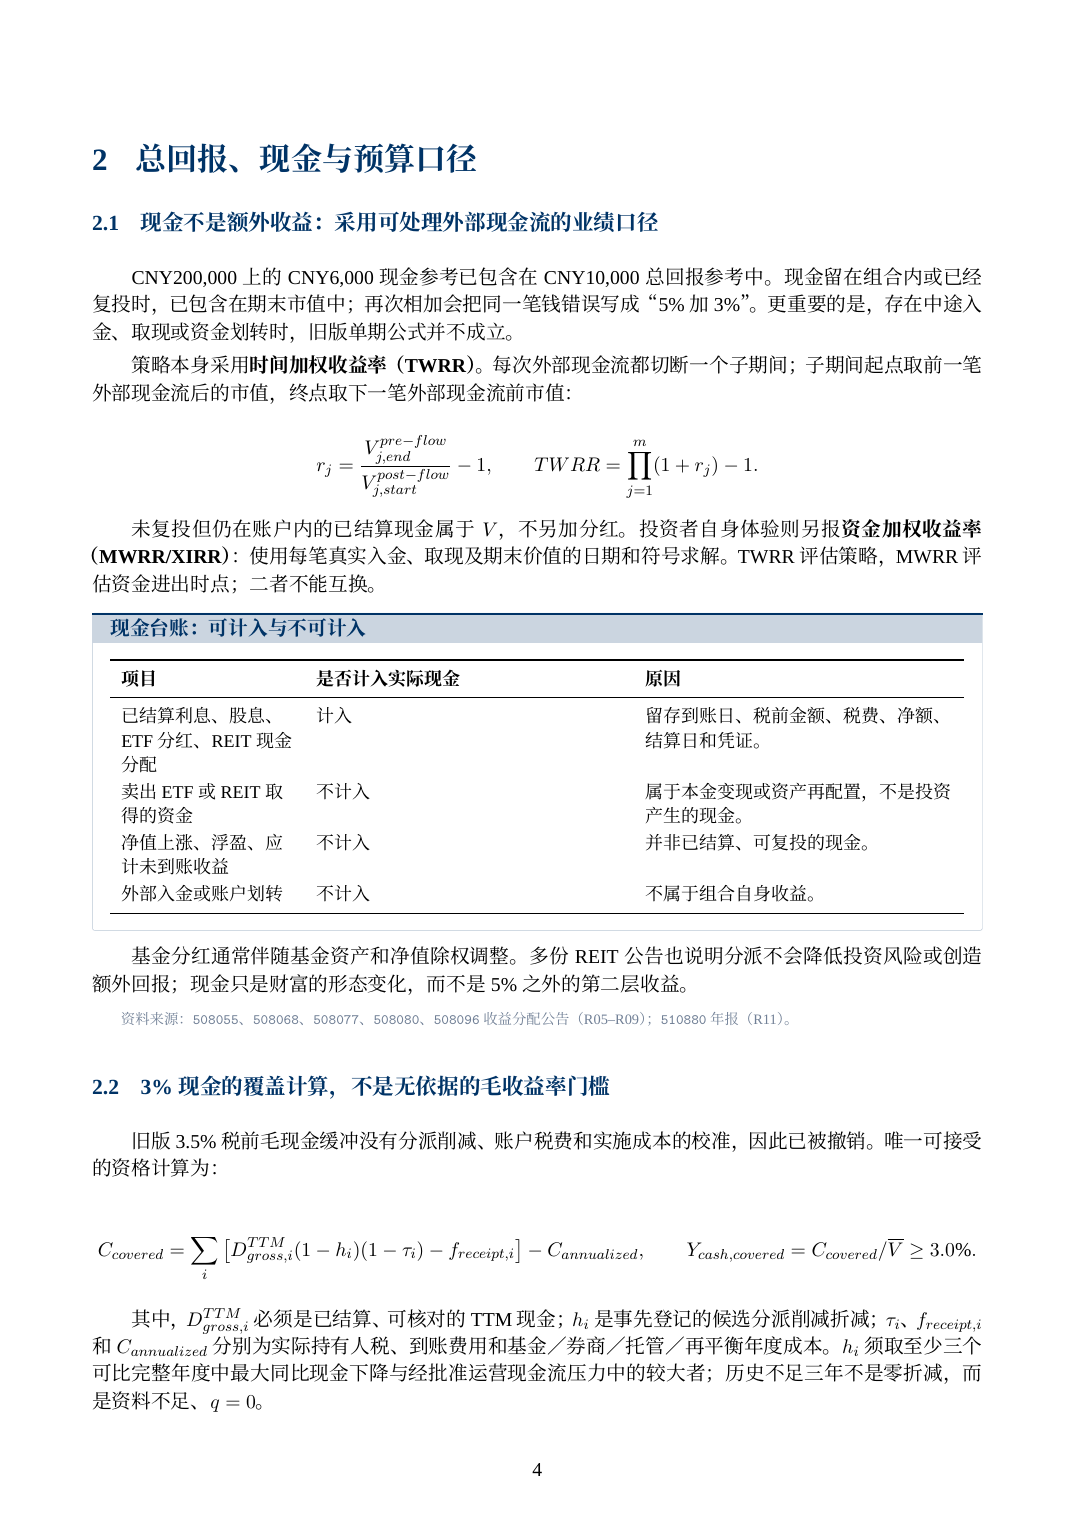 2 总回报、现金与预算口径
2.1 现金不是额外收益：采用可处理外部现金流的业绩口径
CNY200,000 上的 CNY6,000 现金参考已包含在 CNY10,000 总回报参考中。现金留在组合内或已经
复投时，已包含在期末市值中；再次相加会把同一笔钱错误写成 “5% 加 3%”。更重要的是，存在中途入
金、取现或资金划转时，旧版单期公式并不成立。
策略本身采用时间加权收益率（TWRR）。每次外部现金流都切断一个子期间；子期间起点取前一笔
外部现金流后的市值，终点取下一笔外部现金流前市值：
r_j = \frac{V_{j,end}^{pre-flow}}{V_{j,start}^{post-flow}} − 1, TWRR = \prod_{j=1}^{m}(1 + r_j) − 1.
未复投但仍在账户内的已结算现金属于 V，不另加分红。投资者自身体验则另报资金加权收益率
（MWRR/XIRR）：使用每笔真实入金、取现及期末价值的日期和符号求解。TWRR 评估策略，MWRR 评
估资金进出时点；二者不能互换。
现金台账：可计入与不可计入
项目 是否计入实际现金 原因
已结算利息、股息、 计入 留存到账日、税前金额、税费、净额、
ETF 分红、REIT 现金 结算日和凭证。
分配
卖出 ETF 或 REIT 取 不计入 属于本金变现或资产再配置，不是投资
得的资金 产生的现金。
净值上涨、浮盈、应 不计入 并非已结算、可复投的现金。
计未到账收益
外部入金或账户划转 不计入 不属于组合自身收益。
基金分红通常伴随基金资产和净值除权调整。多份 REIT 公告也说明分派不会降低投资风险或创造
额外回报；现金只是财富的形态变化，而不是 5% 之外的第二层收益。
资料来源：508055、508068、508077、508080、508096 收益分配公告（R05–R09）；510880 年报（R11）。
2.2 3% 现金的覆盖计算，不是无依据的毛收益率门槛
旧版 3.5% 税前毛现金缓冲没有分派削减、账户税费和实施成本的校准，因此已被撤销。唯一可接受
的资格计算为：
C_{covered} = \sum_i [D_{gross,i}^{TTM}(1 − h_i)(1 − τ_i) − f_{receipt,i}] − C_{annualized}, Y_{cash,covered} = C_{covered}/\overline{V} ≥ 3.0%.
其中，D_{gross,i}^{TTM} 必须是已结算、可核对的 TTM 现金；h_i 是事先登记的候选分派削减折减；τ_i、f_{receipt,i}
和 C_{annualized} 分别为实际持有人税、到账费用和基金／券商／托管／再平衡年度成本。h_i 须取至少三个
可比完整年度中最大同比现金下降与经批准运营现金流压力中的较大者；历史不足三年不是零折减，而
是资料不足、q = 0。
4